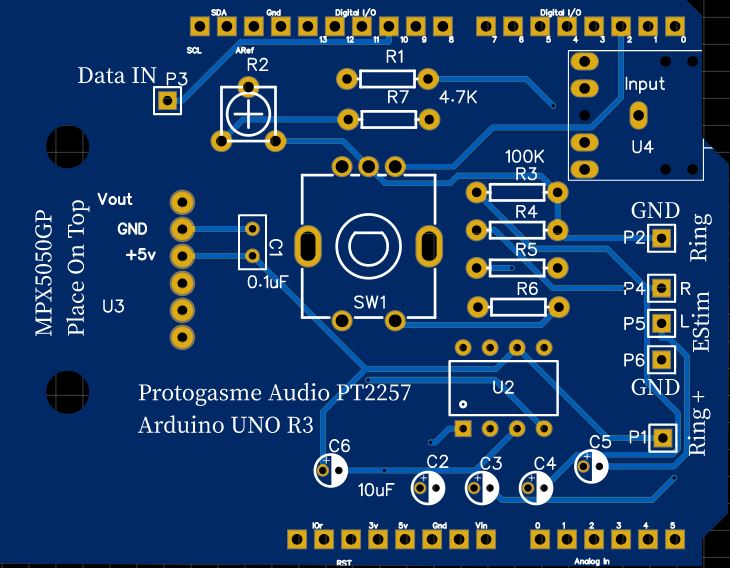 SDA Gnd Digital I/O Digital I/O
13 12 11 10 9 8 7 6 5 4 3 2 1 0
SCL ARef
Data IN P3
R2
R1
R7
4.7K
Input
U4
100K
R3
R4
R5
R6
Vout
GND
+5v
U3
MPX5050GP
Place On Top
C1
0.1uF
SW1
GND
P2
Ring
P4 R
P5 L
P6
EStim
GND
P1
Ring +
U2
Protogasme Audio PT2257
Arduino UNO R3
C6
C2
C3
C4
C5
10uF
IOr 3v 5v Gnd Vin
RST
0 1 2 3 4 5
Analog In